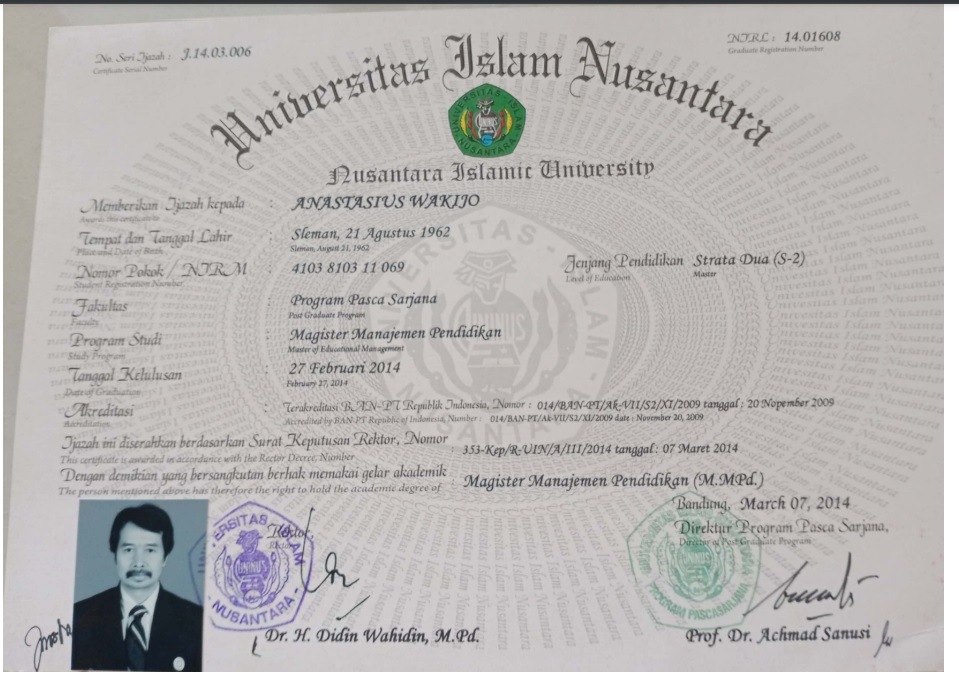 No. Seri Ijazah : J.14.03.006
Certificate Serial Number
NIRL : 14.01608
Graduate Registration Number
Universitas Islam Nusantara
UNIVERSITAS ISLAM NUSANTARA
Nusantara Islamic University
Memberikan Ijazah kepada : ANASTASIUS WAKIJO
Awards this certificate to
Tempat dan Tanggal Lahir : Sleman, 21 Agustus 1962
Place and Date of Birth Sleman, August 21, 1962
Nomor Pokok / NIRM : 4103 8103 11 069 Jenjang Pendidikan Strata Dua (S-2)
Student Registration Number Level of Education Master
Fakultas : Program Pasca Sarjana
Faculty Post Graduate Program
Program Studi : Magister Manajemen Pendidikan
Study Program Master of Educational Management
Tanggal Kelulusan : 27 Februari 2014
Date of Graduation February 27, 2014
Akreditasi : Terakreditasi BAN-PT Republik Indonesia, Nomor : 014/BAN-PT/Ak-VII/S2/XI/2009 tanggal : 20 Nopember 2009
Accreditation Accredited by BAN-PT Republic of Indonesia, Number : 014/BAN-PT/Ak-VII/S2/XI/2009 date : November 20, 2009
Ijazah ini diserahkan berdasarkan Surat Keputusan Rektor, Nomor : 353-Kep/R-UIN/A/III/2014 tanggal : 07 Maret 2014
This certificate is awarded in accordance with the Rector Decree, Number
Dengan demikian yang bersangkutan berhak memakai gelar akademik : Magister Manajemen Pendidikan (M.MPd.)
The person mentioned above has therefore the right to hold the academic degree of
Bandung, March 07, 2014
Rektor, Direktur Program Pasca Sarjana,
Rector Director of Post Graduate Program
UNIVERSITAS ISLAM NUSANTARA
UNINUS
PROGRAM PASCASARJANA
Dr. H. Didin Wahidin, M.Pd. Prof. Dr. Achmad Sanusi